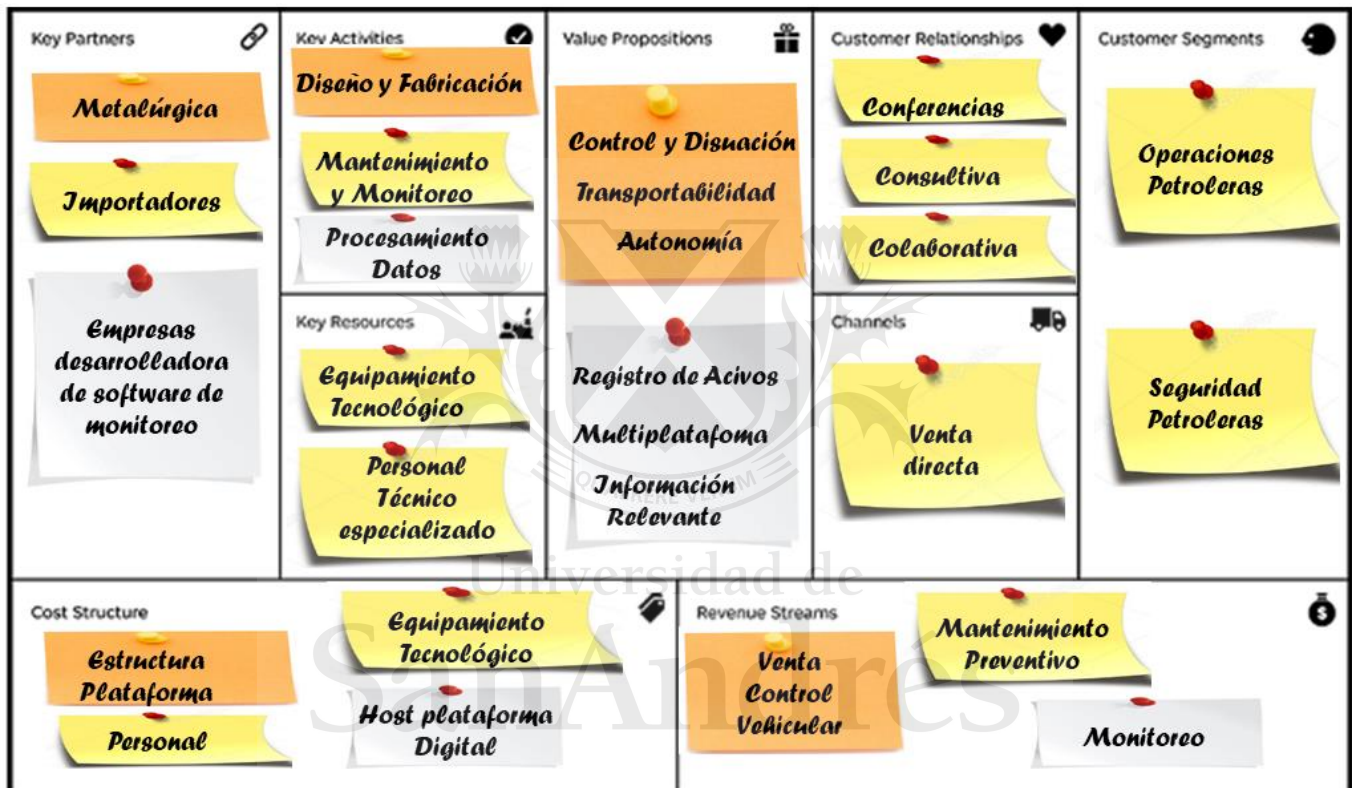 Key Partners
Metalúrgica
Importadores
Empresas
desarrolladora
de software de
monitoreo
Key Activities
Diseño y Fabricación
Mantenimiento
y Monitoreo
Procesamiento
Datos
Key Resources
Equipamiento
Tecnológico
Personal
Técnico
especializado
Value Propositions
Control y Disuación
Transportabilidad
Autonomía
Registro de Acivos
Multiplatafoma
Información
Relevante
Customer Relationships
Conferencias
Consultiva
Colaborativa
Channels
Venta
directa
Customer Segments
Operaciones
Petroleras
Seguridad
Petroleras
Cost Structure
Estructura
Plataforma
Personal
Equipamiento
Tecnológico
Host plataforma
Digital
Revenue Streams
Venta
Control
Vehicular
Mantenimiento
Preventivo
Monitoreo
Universidad de
SanAndrés